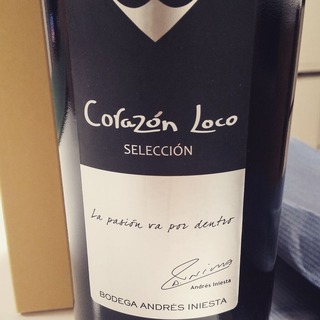 Corazón Loco
SELECCIÓN
La pasión va por dentro
Andrés Iniesta
BODEGA ANDRÉS INIESTA